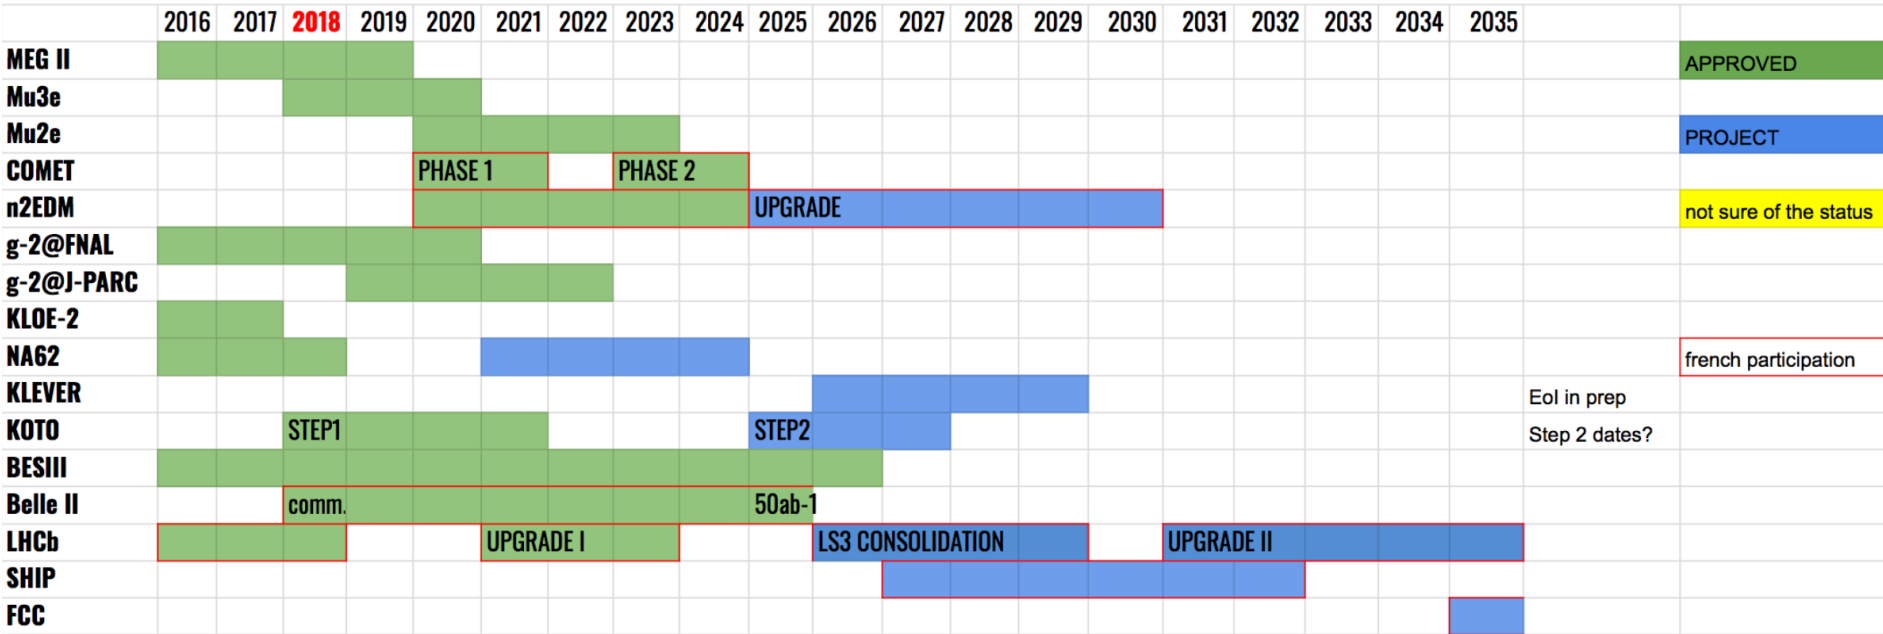 2016 2017 2018 2019 2020 2021 2022 2023 2024 2025 2026 2027 2028 2029 2030 2031 2032 2033 2034 2035
MEG II APPROVED
Mu3e
Mu2e PROJECT
COMET PHASE 1 PHASE 2
n2EDM UPGRADE not sure of the status
g-2@FNAL
g-2@J-PARC
KLOE-2
NA62 french participation
KLEVER EoI in prep
KOTO STEP1 STEP2 Step 2 dates?
BESIII
Belle II comm. 50ab-1
LHCb UPGRADE I LS3 CONSOLIDATION UPGRADE II
SHIP
FCC